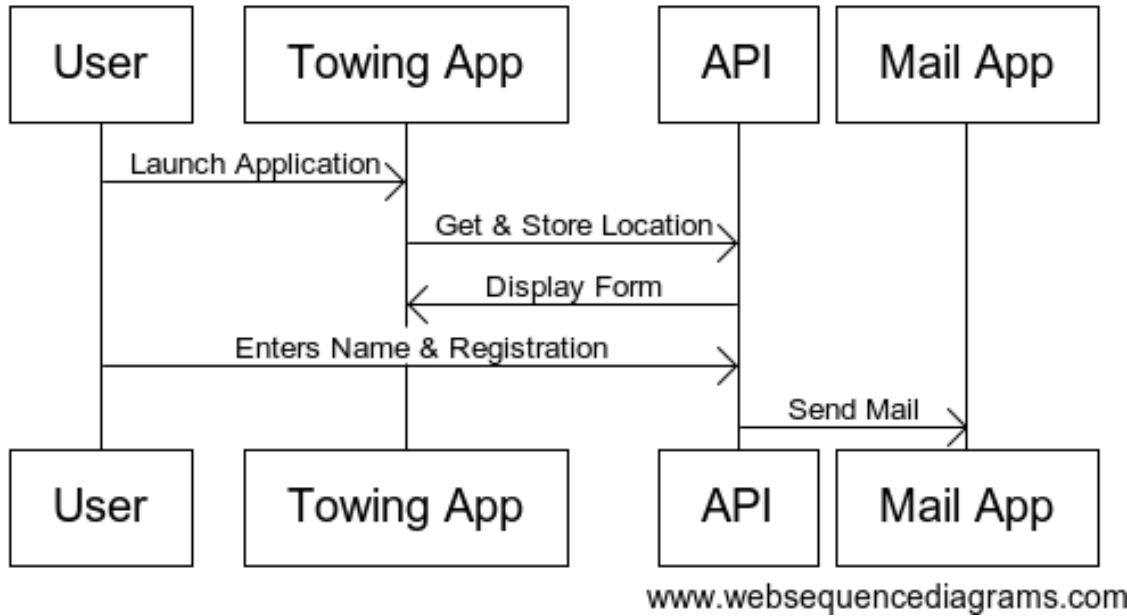 User Towing App API Mail App
Launch Application
Get & Store Location
Display Form
Enters Name & Registration
Send Mail
User Towing App API Mail App
www.websequencediagrams.com